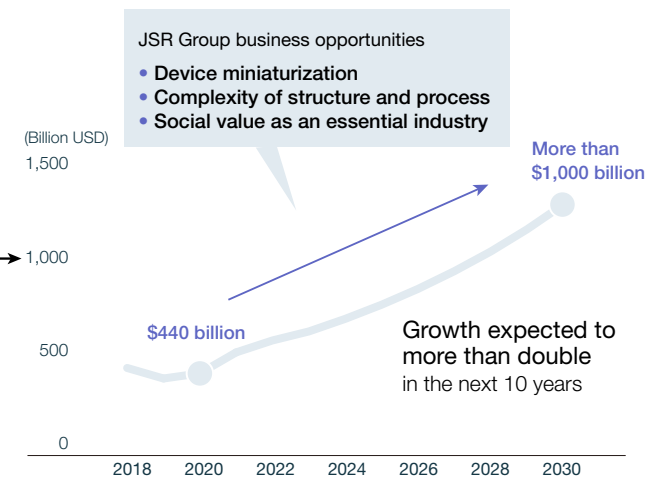 JSR Group business opportunities
• Device miniaturization
• Complexity of structure and process
• Social value as an essential industry
(Billion USD)
1,500
1,000
500
0
More than
$1,000 billion
$440 billion
Growth expected to
more than double
in the next 10 years
2018 2020 2022 2024 2026 2028 2030